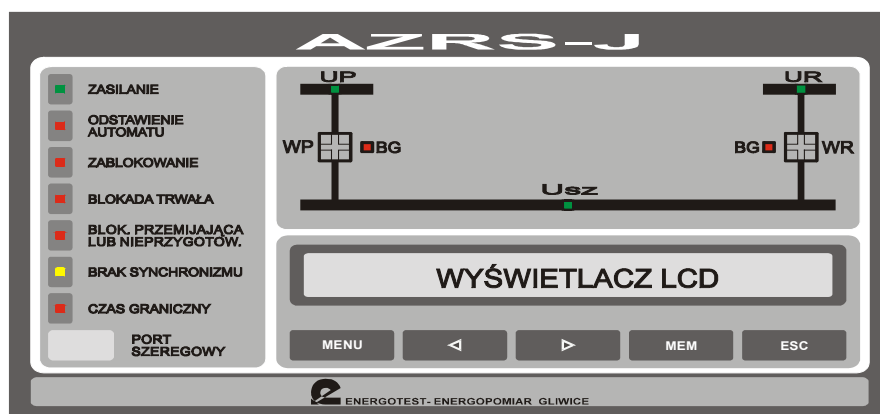 AZRS-J
ZASILANIE
ODSTAWIENIE
AUTOMATU
ZABLOKOWANIE
BLOKADA TRWAŁA
BLOK. PRZEMIJAJĄCA
LUB NIEPRZYGOTÓW.
BRAK SYNCHRONIZMU
CZAS GRANICZNY
PORT
SZEREGOWY
UP
UR
WP
BG
BG
WR
Usz
WYŚWIETLACZ LCD
MENU
MEM
ESC
ENERGOTEST- ENERGOPOMIAR GLIWICE